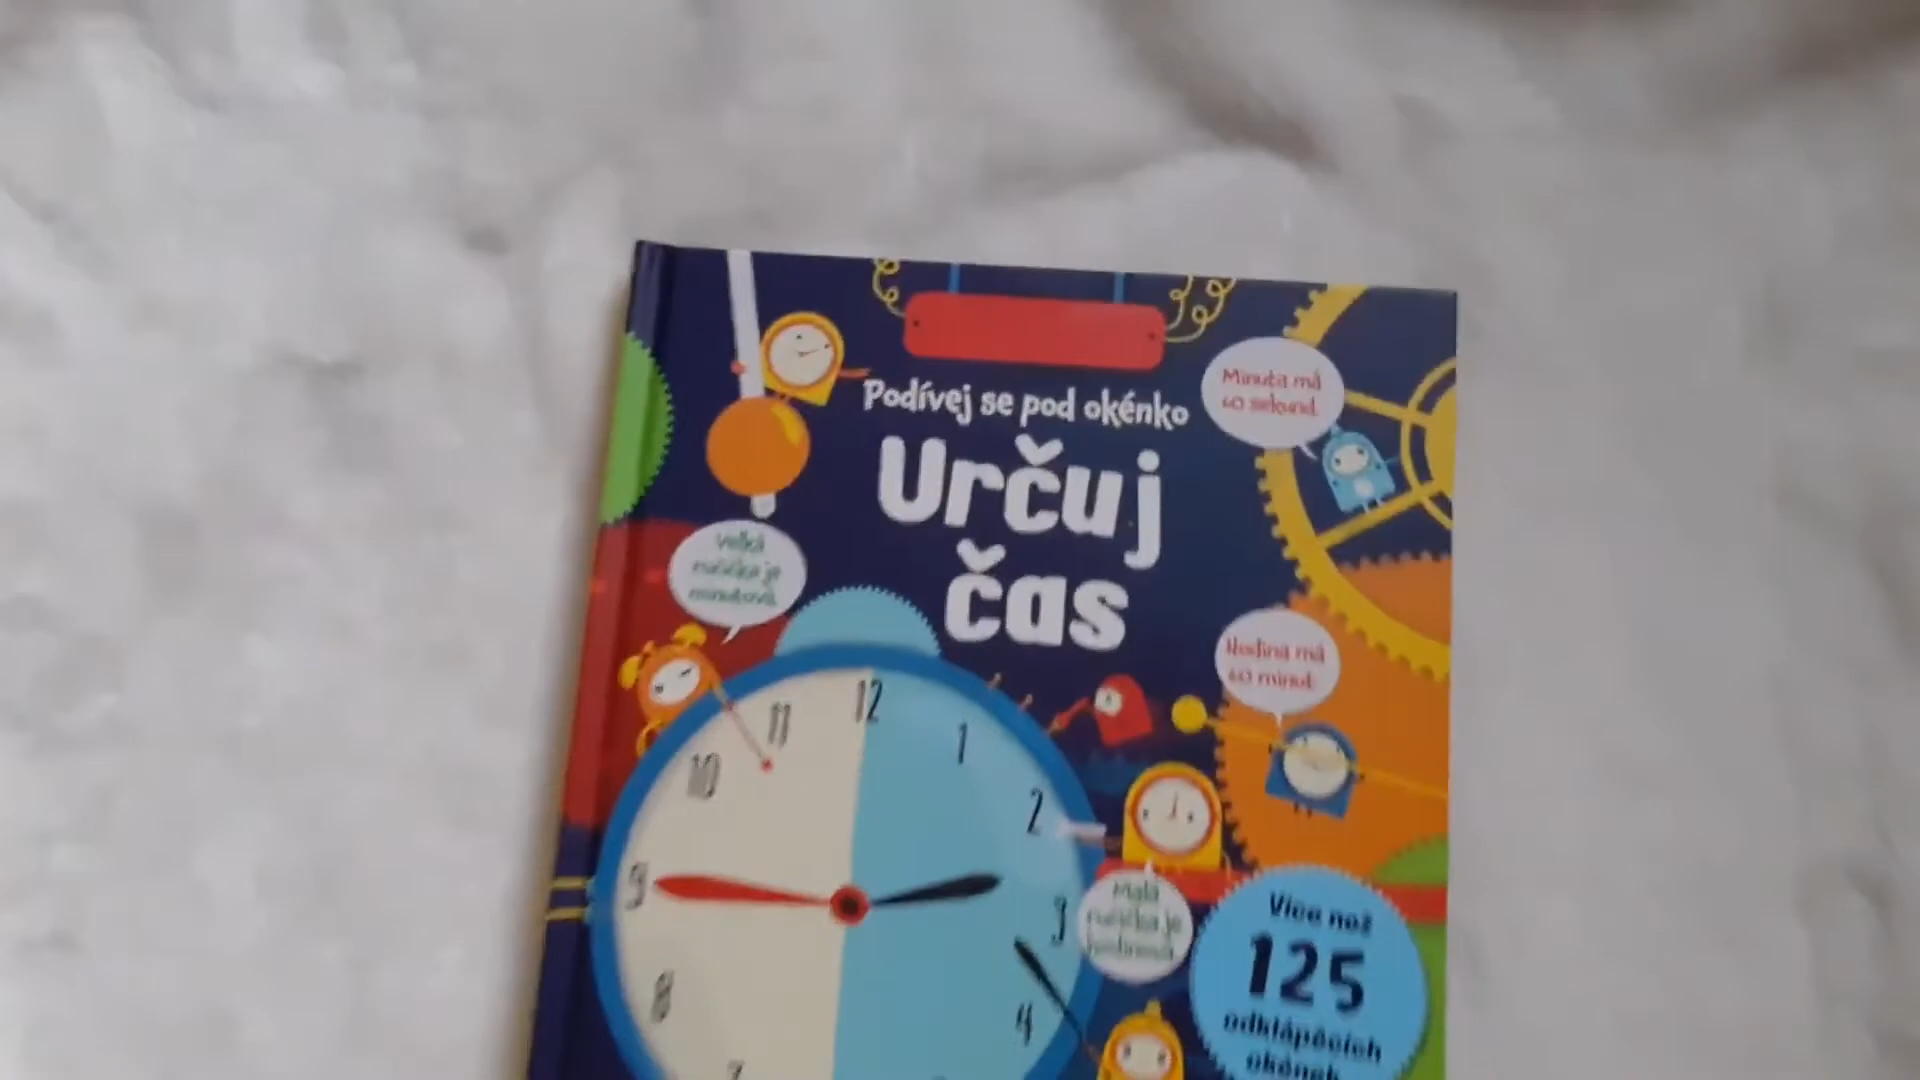 Podívej se pod okénko
Určuj
čas
Minuta má
60 sekund.
Velká
ručička je
minutová.
Hodina má
60 minut.
Malá
ručička je
hodinová.
12
11
1
10
2
9
3
8
4
7
Více než
125
odklápěcích
okének